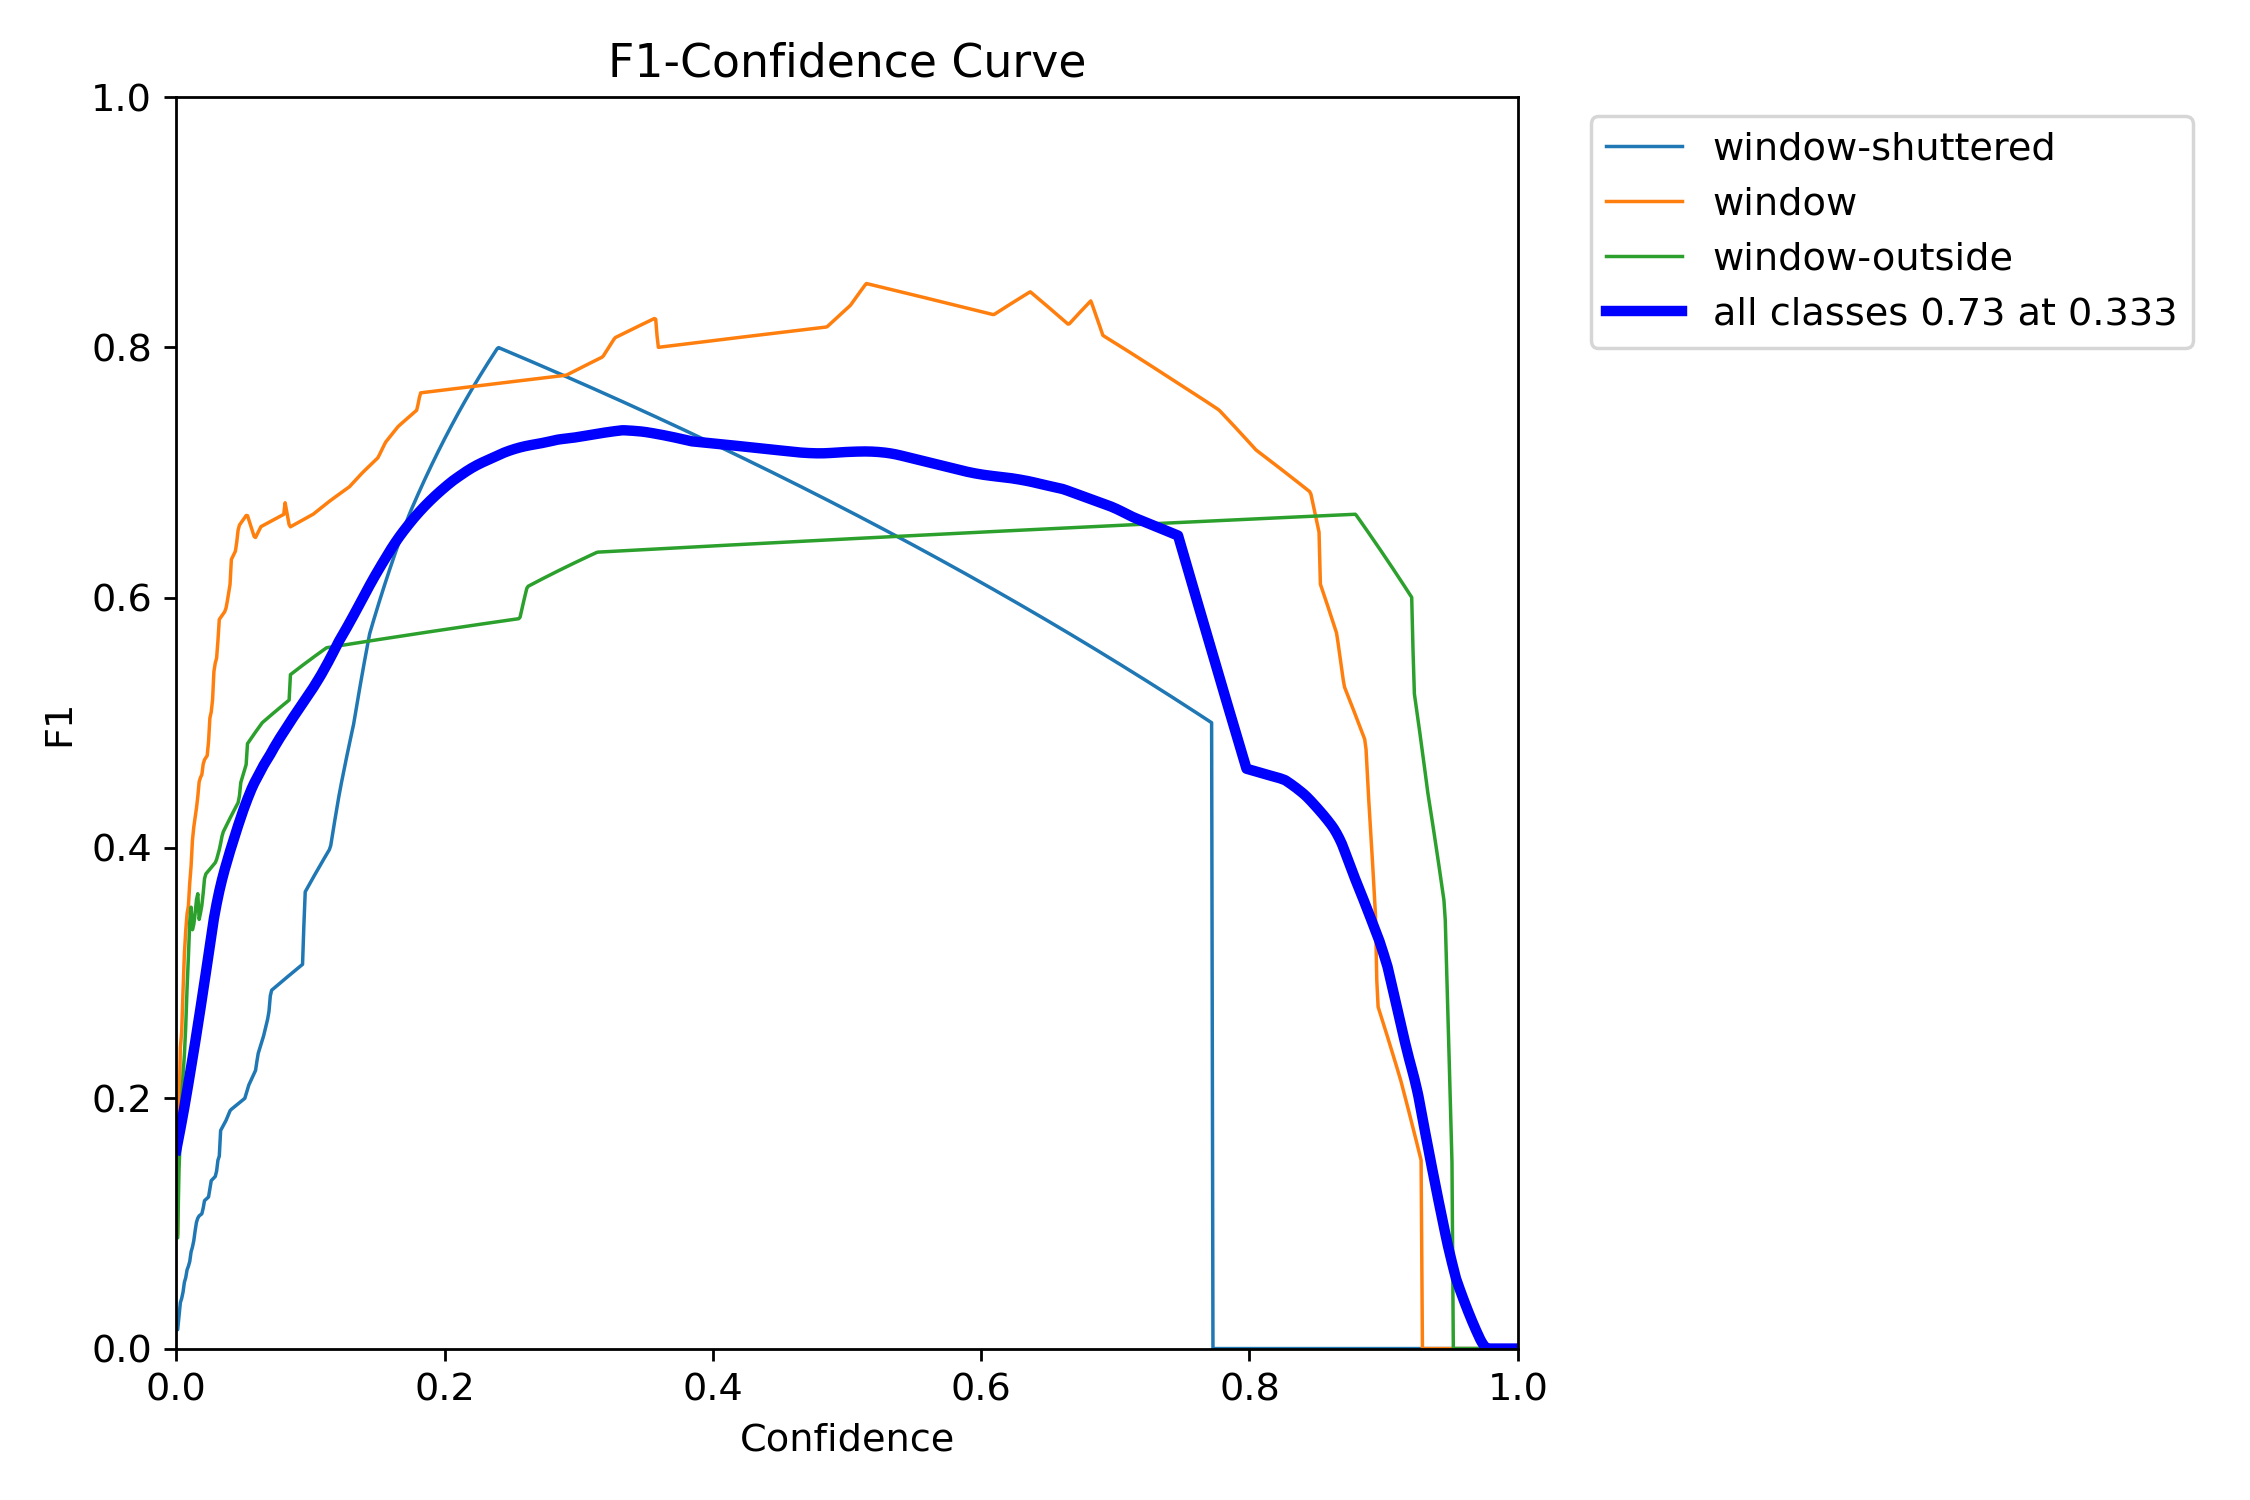 F1-Confidence Curve
1.0
0.8
0.6
0.4
0.2
0.0
F1
0.0 0.2 0.4 0.6 0.8 1.0
Confidence
window-shuttered
window
window-outside
all classes 0.73 at 0.333